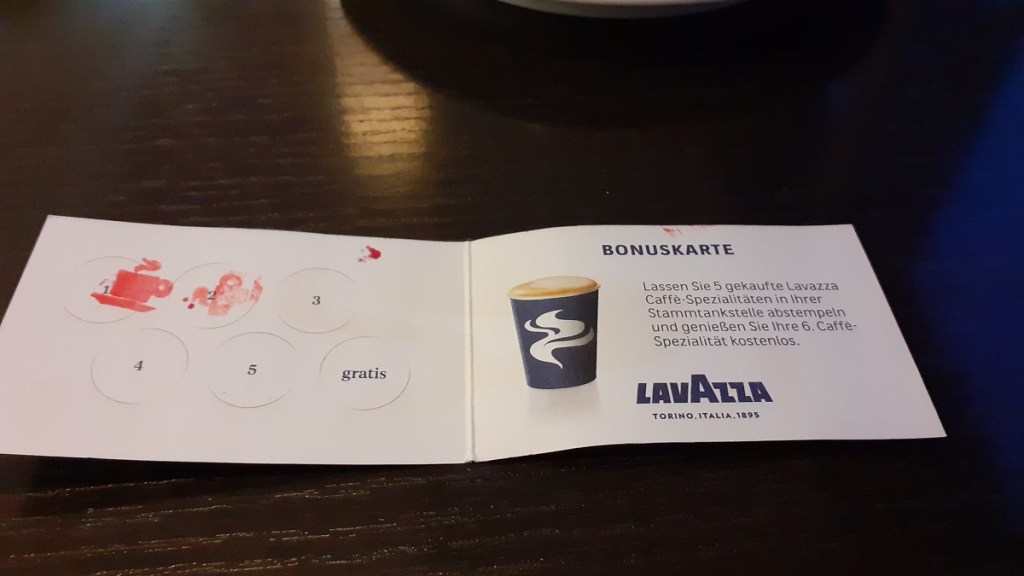 1
2
3
4
5
gratis
BONUSKARTE
Lassen Sie 5 gekaufte Lavazza
Caffè-Spezialitäten in Ihrer
Stammtankstelle abstempeln
und genießen Sie Ihre 6. Caffè-
Spezialität kostenlos.
LAVAZZA
TORINO, ITALIA, 1895